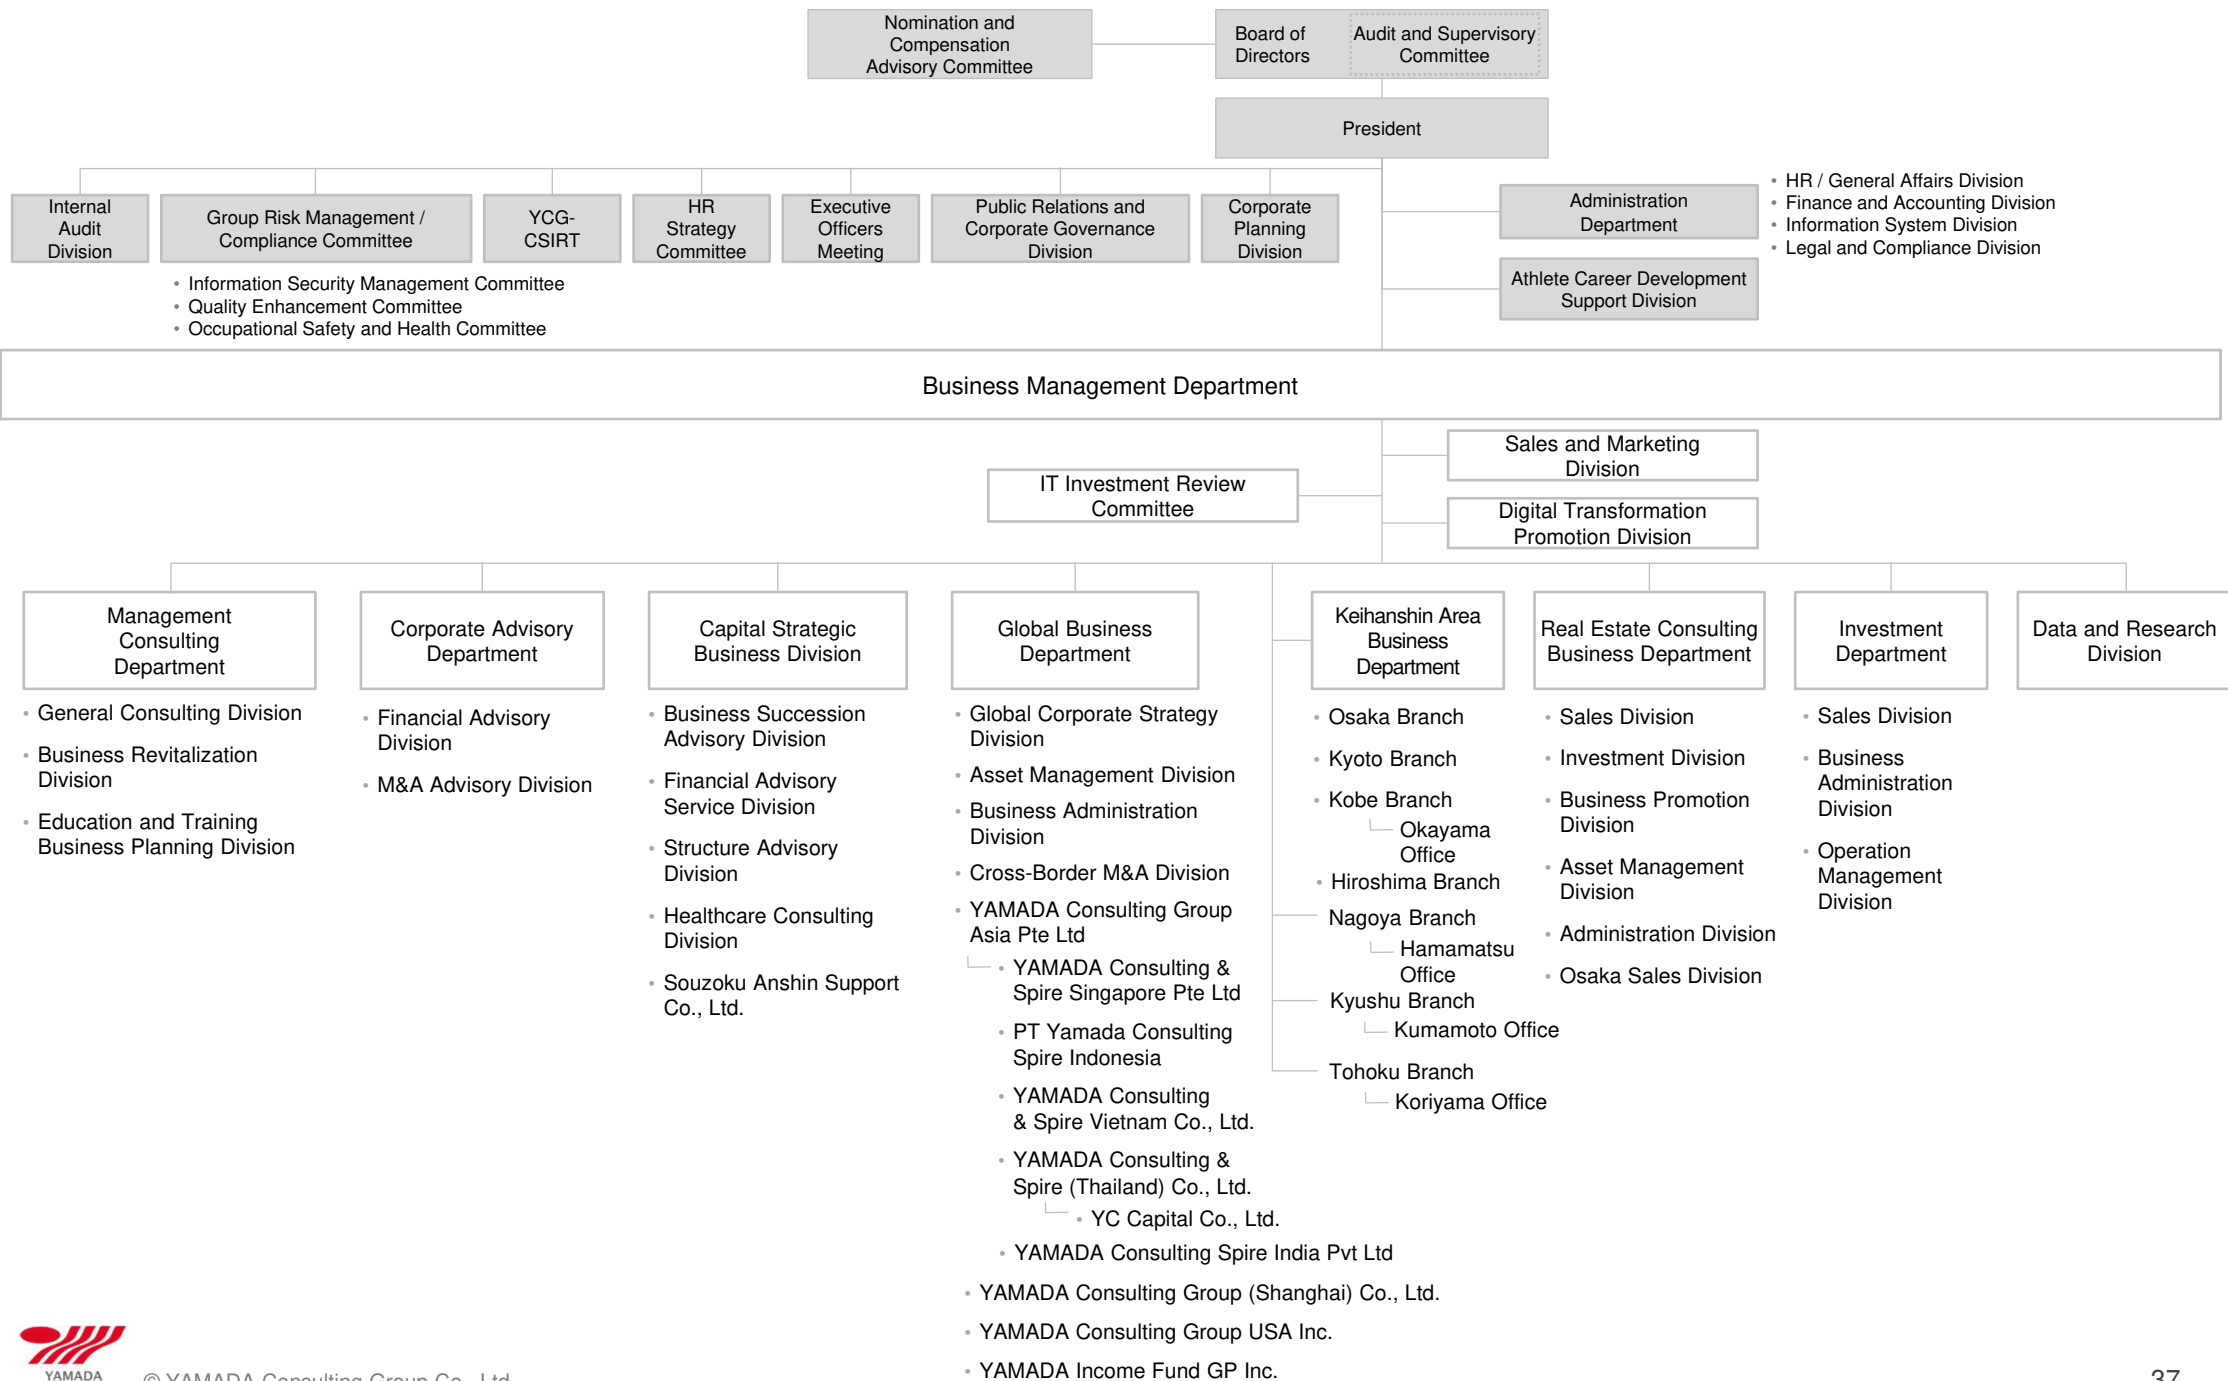 Nomination and
Compensation
Advisory Committee
Board of
Directors
Audit and Supervisory
Committee
President
Internal
Audit
Division
Group Risk Management /
Compliance Committee
YCG-
CSIRT
HR
Strategy
Committee
Executive
Officers
Meeting
Public Relations and
Corporate Governance
Division
Corporate
Planning
Division
Administration
Department
• HR / General Affairs Division
• Finance and Accounting Division
• Information System Division
• Legal and Compliance Division
Athlete Career Development
Support Division
• Information Security Management Committee
• Quality Enhancement Committee
• Occupational Safety and Health Committee
Business Management Department
Sales and Marketing
Division
IT Investment Review
Committee
Digital Transformation
Promotion Division
Management
Consulting
Department
• General Consulting Division
• Business Revitalization
Division
• Education and Training
Business Planning Division
Corporate Advisory
Department
• Financial Advisory
Division
• M&A Advisory Division
Capital Strategic
Business Division
• Business Succession
Advisory Division
• Financial Advisory
Service Division
• Structure Advisory
Division
• Healthcare Consulting
Division
• Souzoku Anshin Support
Co., Ltd.
Global Business
Department
• Global Corporate Strategy
Division
• Asset Management Division
• Business Administration
Division
• Cross-Border M&A Division
• YAMADA Consulting Group
Asia Pte Ltd
• YAMADA Consulting &
Spire Singapore Pte Ltd
• PT Yamada Consulting
Spire Indonesia
• YAMADA Consulting
& Spire Vietnam Co., Ltd.
• YAMADA Consulting &
Spire (Thailand) Co., Ltd.
• YC Capital Co., Ltd.
• YAMADA Consulting Spire India Pvt Ltd
• YAMADA Consulting Group (Shanghai) Co., Ltd.
• YAMADA Consulting Group USA Inc.
• YAMADA Income Fund GP Inc.
Keihanshin Area
Business
Department
• Osaka Branch
• Kyoto Branch
• Kobe Branch
Okayama
Office
• Hiroshima Branch
Nagoya Branch
Hamamatsu
Office
Kyushu Branch
Kumamoto Office
Tohoku Branch
Koriyama Office
Real Estate Consulting
Business Department
• Sales Division
• Investment Division
• Business Promotion
Division
• Asset Management
Division
• Administration Division
• Osaka Sales Division
Investment
Department
• Sales Division
• Business
Administration
Division
• Operation
Management
Division
Data and Research
Division
YAMADA
© YAMADA Consulting Group Co., Ltd.
37